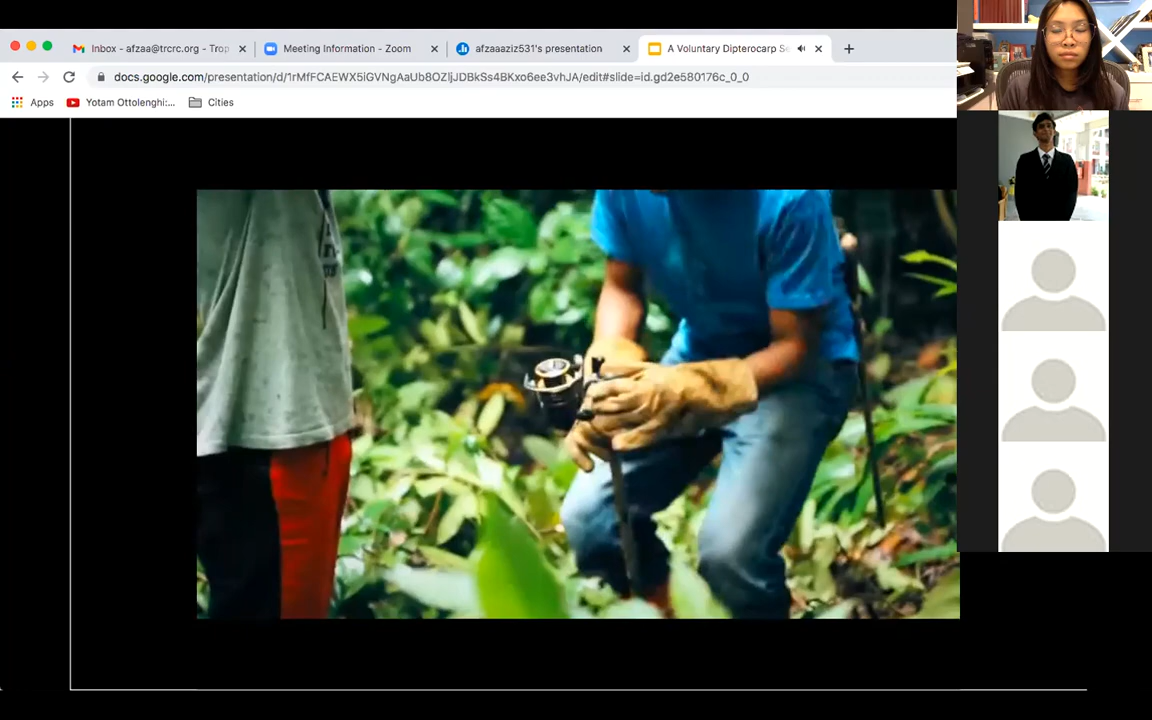 Inbox - afzaa@trcrc.org - Trop
Meeting Information - Zoom
afzaaaziz531's presentation
A Voluntary Dipterocarp Se
docs.google.com/presentation/d/1rMfFCAEWX5iGVNgAaUb8OZljJDBkSs4BKxo6ee3vhJA/edit#slide=id.gd2e580176c_0_0
Apps
Yotam Ottolenghi:...
Cities